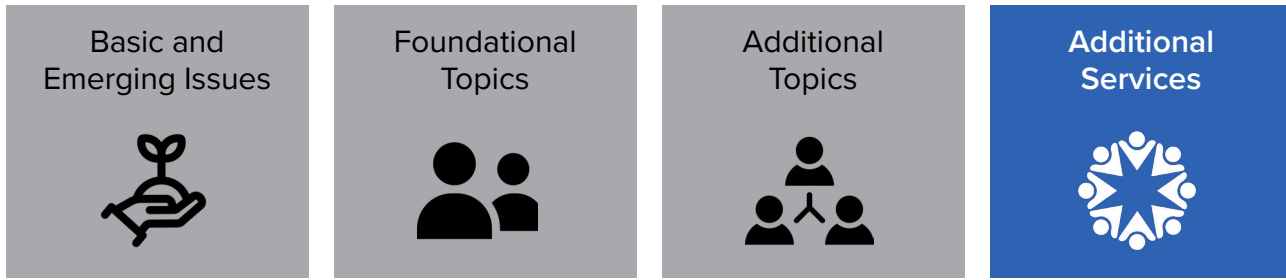 Basic and
Emerging Issues
Foundational
Topics
Additional
Topics
Additional
Services